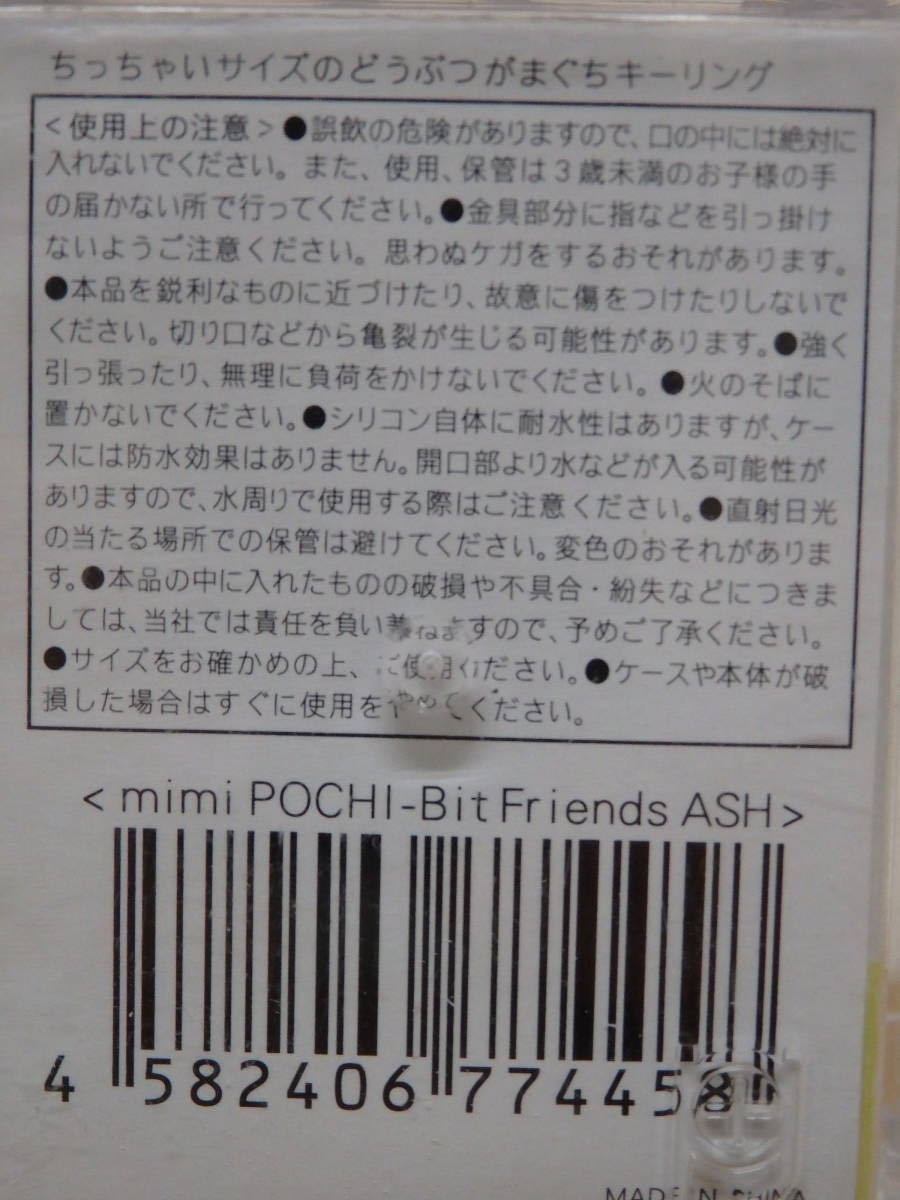 ちっちゃいサイズのどうぶつがまぐちキーリング
<使用上の注意>●誤飲の危険がありますので、口の中には絶対に
入れないでください。また、使用、保管は3歳未満のお子様の手
の届かない所で行ってください。●金具部分に指などを引っ掛け
ないようご注意ください。思わぬケガをするおそれがあります。
●本品を鋭利なものに近づけたり、故意に傷をつけたりしないで
ください。切り口などから亀裂が生じる可能性があります。●強く
引っ張ったり、無理に負荷をかけないでください。●火のそばに
置かないでください。●シリコン自体に耐水性はありますが、ケー
スには防水効果はありません。開口部より水などが入る可能性が
ありますので、水周りで使用する際はご注意ください。●直射日光
の当たる場所での保管は避けてください。変色のおそれがありま
す。●本品の中に入れたものの破損や不具合・紛失などにつきま
しては、当社では責任を負い兼ねますので、予めご了承ください。
●サイズをお確かめの上、ご使用ください。●ケースや本体が破
損した場合はすぐに使用をやめてください。
<mimi POCHI-Bit Friends ASH>
4 582406 774458
MADE IN CHINA